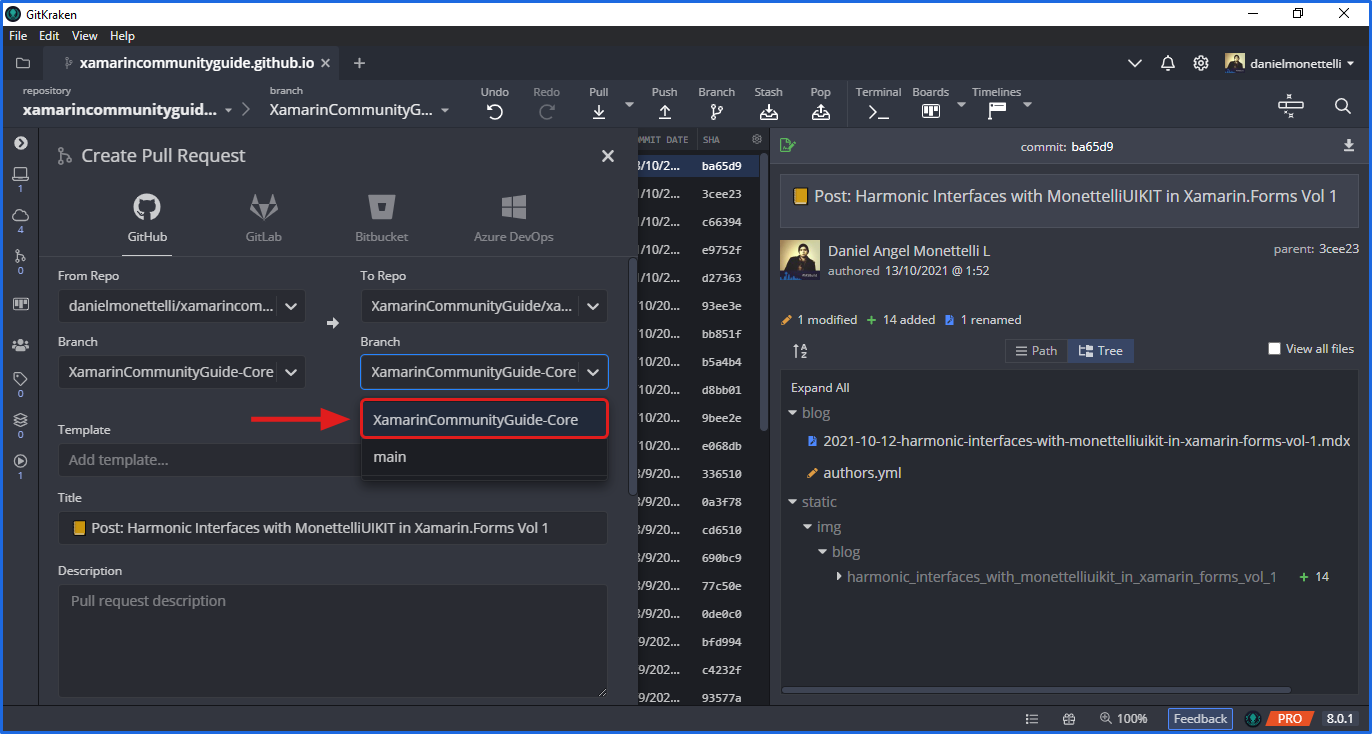 GitKraken
File Edit View Help
xamarincommunityguide.github.io
danielmonettelli
repository
xamarincommunityguid...
branch
XamarinCommunityG...
Undo
Redo
Pull
Push
Branch
Stash
Pop
Terminal
Boards
Timelines
1
4
0
0
0
1
Create Pull Request
GitHub
GitLab
Bitbucket
Azure DevOps
From Repo
To Repo
danielmonettelli/xamarincom...
XamarinCommunityGuide/xa...
Branch
Branch
XamarinCommunityGuide-Core
XamarinCommunityGuide-Core
XamarinCommunityGuide-Core
main
Template
Add template...
Title
Post: Harmonic Interfaces with MonettelliUIKIT in Xamarin.Forms Vol 1
Description
Pull request description
MMIT DATE SHA
3/10/2... ba65d9
1/10/2... 3cee23
1/10/2... c66394
1/10/2... e9752f
1/10/2... d27363
10/20... 93ee3e
10/20... bb851f
10/20... b5a4b4
10/20... d8bb01
10/20... 9bee2e
10/20... e068db
3/9/20... 336510
3/9/20... 0a3f78
3/9/20... cd6510
3/9/20... 690bc9
3/9/20... 77c50e
3/9/20... 0de0c0
9/202... bfd994
9/202... c4232f
9/202... 93577a
commit: ba65d9
Post: Harmonic Interfaces with MonettelliUIKIT in Xamarin.Forms Vol 1
Daniel Angel Monettelli L
authored 13/10/2021 @ 1:52
parent: 3cee23
1 modified + 14 added 1 renamed
Path
Tree
View all files
Expand All
blog
2021-10-12-harmonic-interfaces-with-monettelliuikit-in-xamarin-forms-vol-1.mdx
authors.yml
static
img
blog
harmonic_interfaces_with_monettelliuikit_in_xamarin_forms_vol_1 + 14
100%
Feedback
PRO
8.0.1